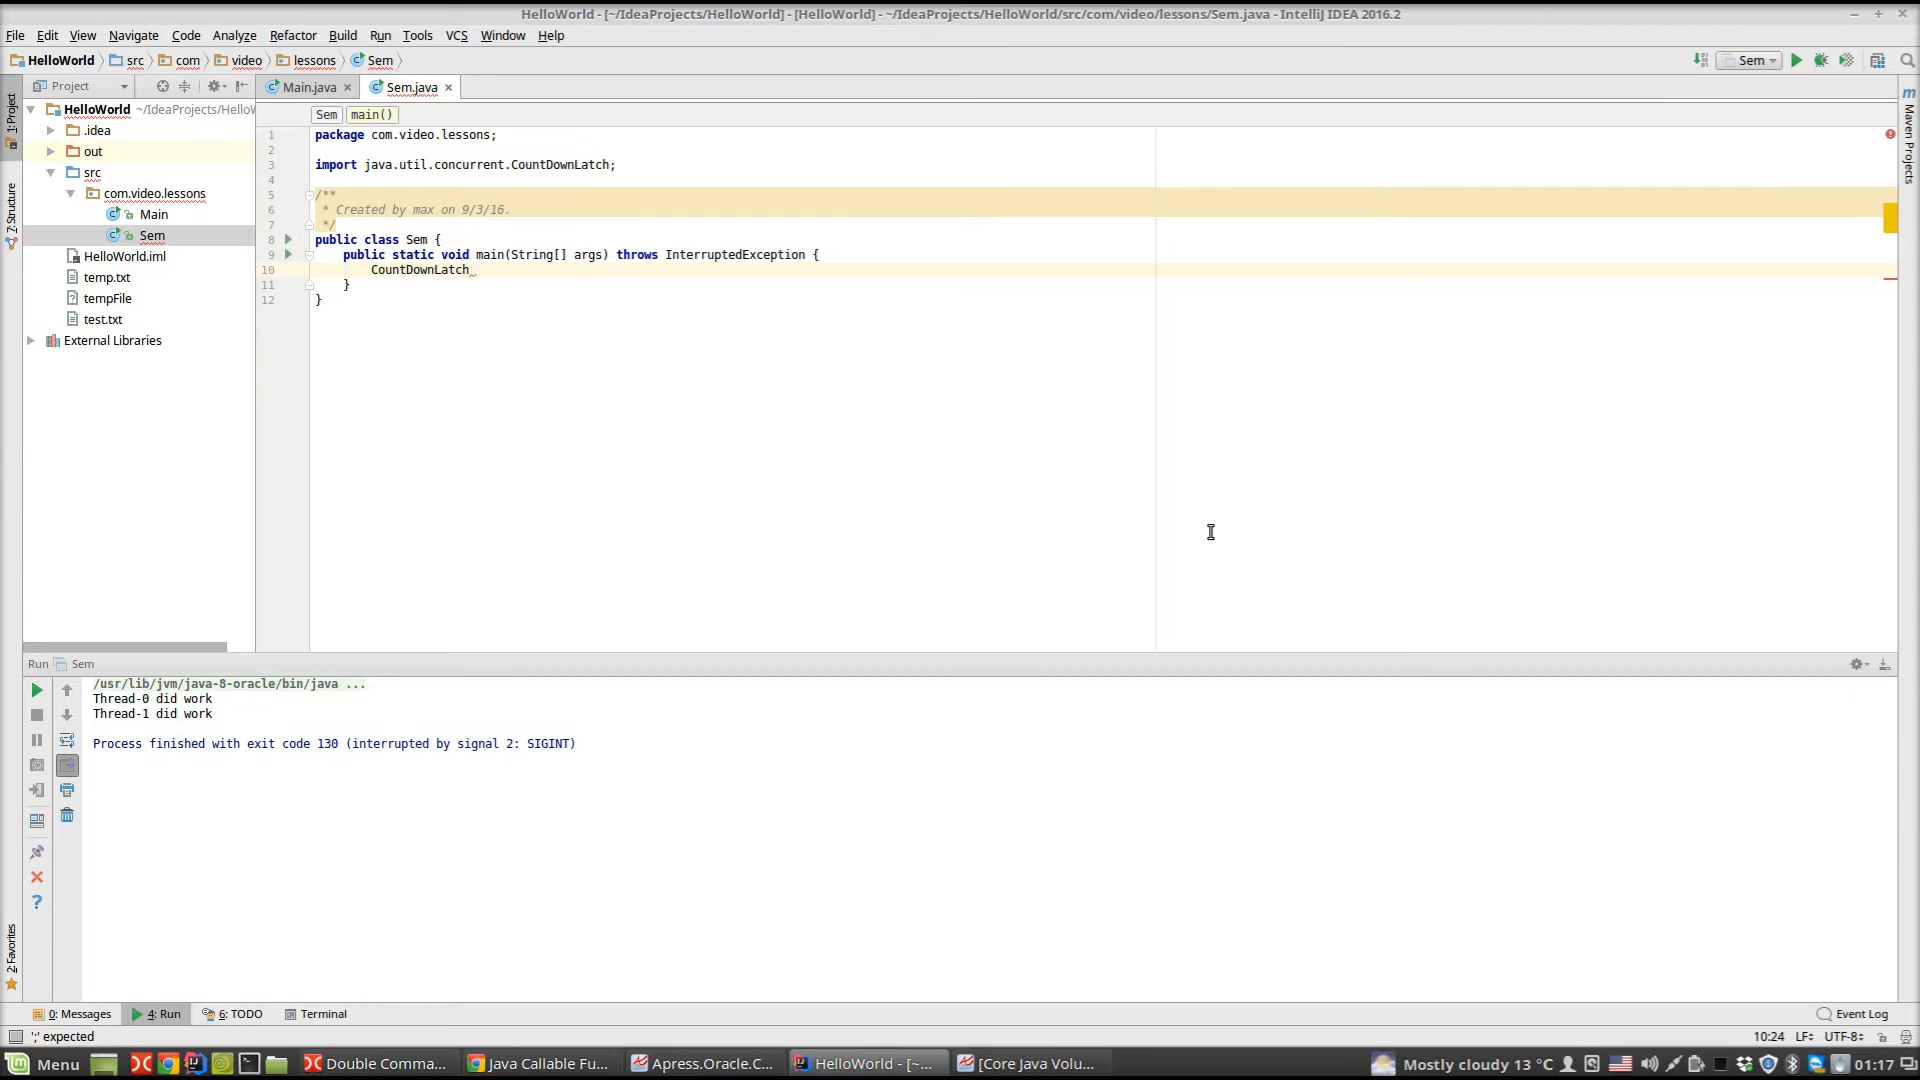 HelloWorld - [~/IdeaProjects/HelloWorld] - [HelloWorld] - ~/IdeaProjects/HelloWorld/src/com/video/lessons/Sem.java - IntelliJ IDEA 2016.2
File Edit View Navigate Code Analyze Refactor Build Run Tools VCS Window Help
HelloWorld src com video lessons Sem
Sem
Project
Main.java
Sem.java
1: Project
7: Structure
2: Favorites
Maven Projects
HelloWorld ~/IdeaProjects/HelloW
.idea
out
src
com.video.lessons
Main
Sem
HelloWorld.iml
temp.txt
tempFile
test.txt
External Libraries
Sem main()
1 package com.video.lessons;
2
3 import java.util.concurrent.CountDownLatch;
4
5 /**
6 * Created by max on 9/3/16.
7 */
8 public class Sem {
9 public static void main(String[] args) throws InterruptedException {
10 CountDownLatch
11 }
12 }
Run Sem
/usr/lib/jvm/java-8-oracle/bin/java ...
Thread-0 did work
Thread-1 did work
Process finished with exit code 130 (interrupted by signal 2: SIGINT)
0: Messages 4: Run 6: TODO Terminal Event Log
';' expected 10:24 LF UTF-8
Menu Double Comma... Java Callable Fu... Apress.Oracle.C... HelloWorld - [~... [Core Java Volu... Mostly cloudy 13 °C 01:17